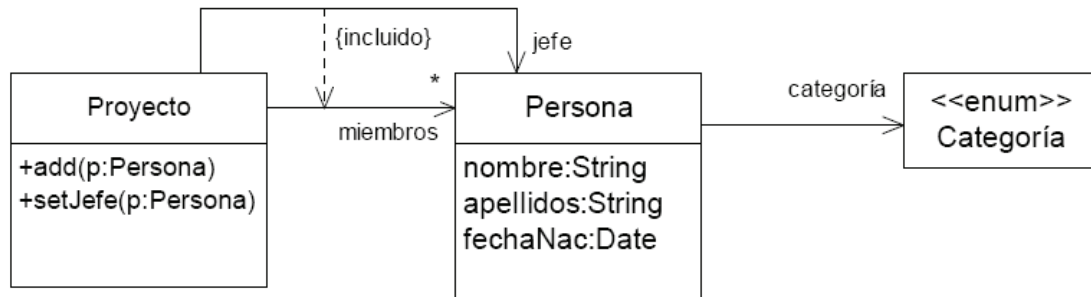 {incluido}
jefe
Proyecto
+add(p:Persona)
+setJefe(p:Persona)
*
miembros
Persona
nombre:String
apellidos:String
fechaNac:Date
categoría
<<enum>>
Categoría